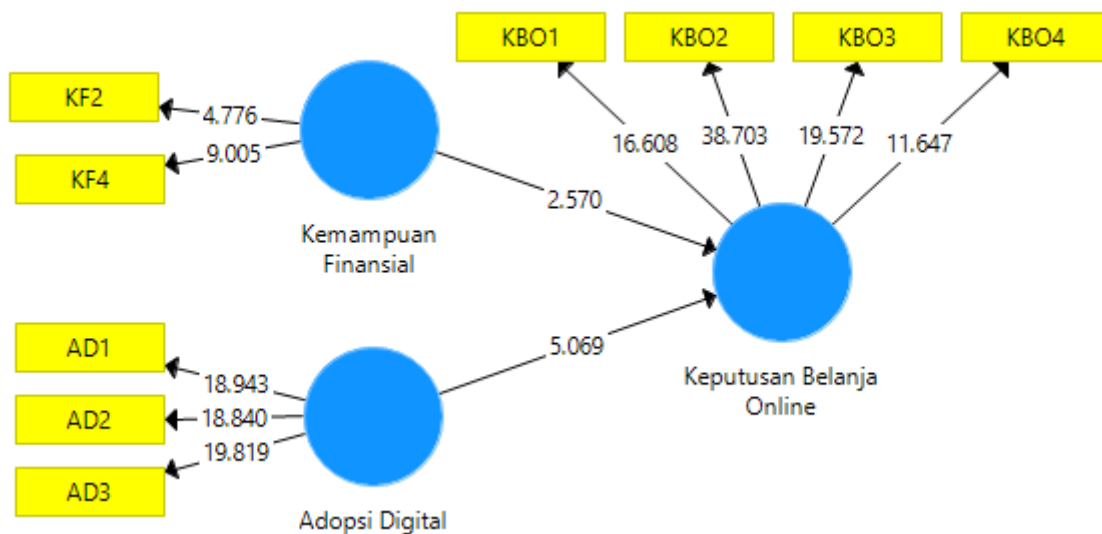 KBO1
KBO2
KBO3
KBO4
KF2
4.776
KF4
9.005
16.608
38.703
19.572
11.647
2.570
Kemampuan
Finansial
AD1
18.943
AD2
18.840
AD3
19.819
5.069
Keputusan Belanja
Online
Adopsi Digital